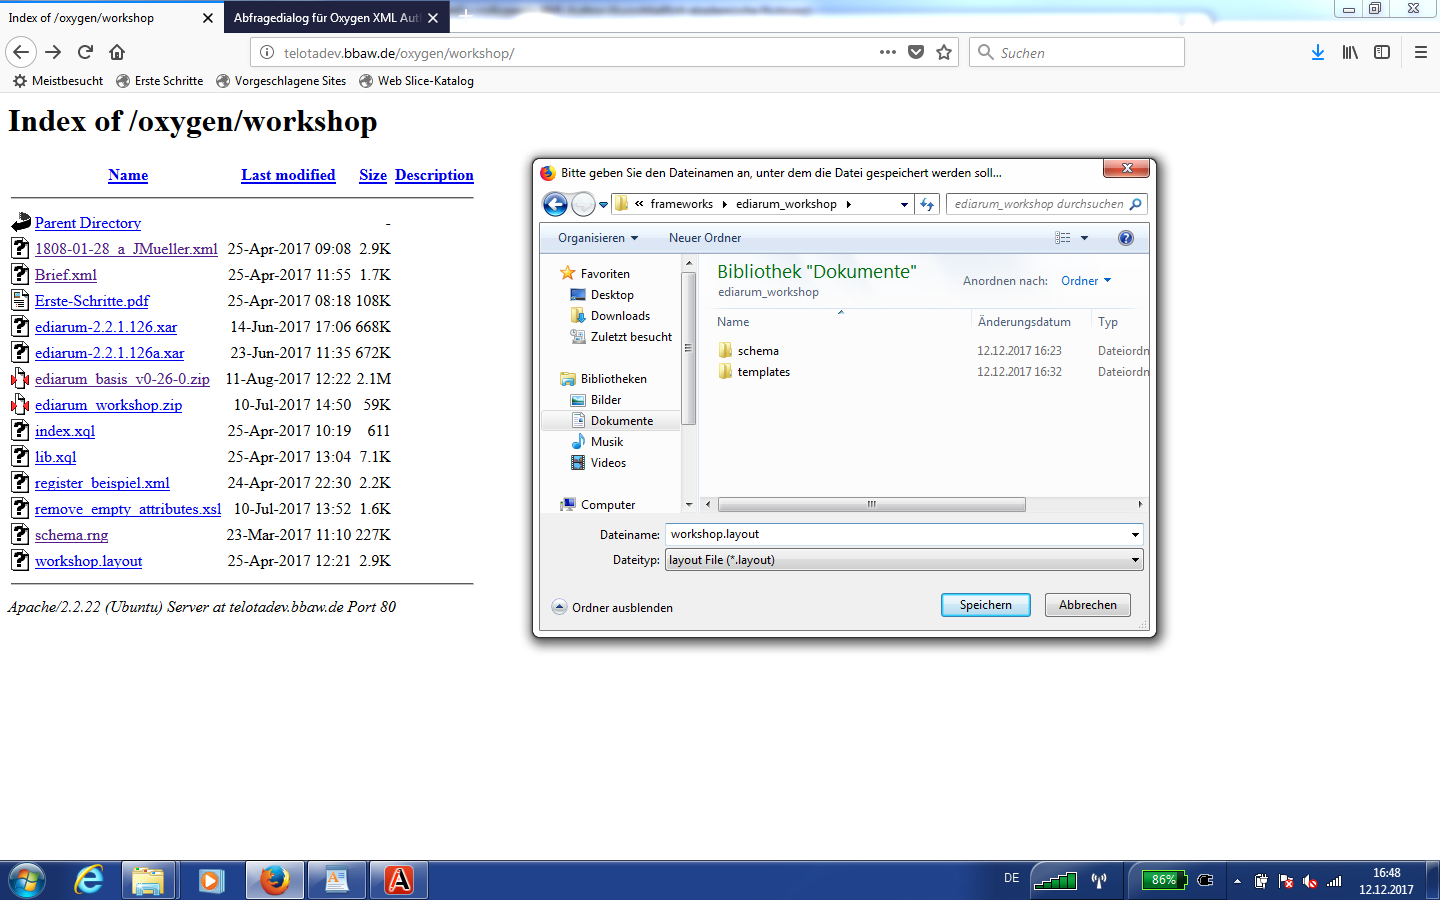 Index of /oxygen/workshop
Abfragedialog für Oxygen XML Aut
telotadev.bbaw.de/oxygen/workshop/
Suchen
Meistbesucht Erste Schritte Vorgeschlagene Sites Web Slice-Katalog
Index of /oxygen/workshop
Name Last modified Size Description
Parent Directory -
1808-01-28_a_JMueller.xml 25-Apr-2017 09:08 2.9K
Brief.xml 25-Apr-2017 11:55 1.7K
Erste-Schritte.pdf 25-Apr-2017 08:18 108K
ediarum-2.2.1.126.xar 14-Jun-2017 17:06 668K
ediarum-2.2.1.126a.xar 23-Jun-2017 11:35 672K
ediarum_basis_v0-26-0.zip 11-Aug-2017 12:22 2.1M
ediarum_workshop.zip 10-Jul-2017 14:50 59K
index.xql 25-Apr-2017 10:19 611
lib.xql 25-Apr-2017 13:04 7.1K
register_beispiel.xml 24-Apr-2017 22:30 2.2K
remove_empty_attributes.xsl 10-Jul-2017 13:52 1.6K
schema.rng 23-Mar-2017 11:10 227K
workshop.layout 25-Apr-2017 12:21 2.9K
Apache/2.2.22 (Ubuntu) Server at telotadev.bbaw.de Port 80
Bitte geben Sie den Dateinamen an, unter dem die Datei gespeichert werden soll...
« frameworks ediarum_workshop
ediarum_workshop durchsuchen
Organisieren Neuer Ordner
Favoriten
Desktop
Downloads
Zuletzt besucht
Bibliotheken
Bilder
Dokumente
Musik
Videos
Computer
Bibliothek "Dokumente"
ediarum_workshop
Anordnen nach: Ordner
Name Änderungsdatum Typ
schema 12.12.2017 16:23 Dateiordn
templates 12.12.2017 16:32 Dateiordn
Dateiname: workshop.layout
Dateityp: layout File (*.layout)
Ordner ausblenden
Speichern Abbrechen
DE
86%
16:48
12.12.2017